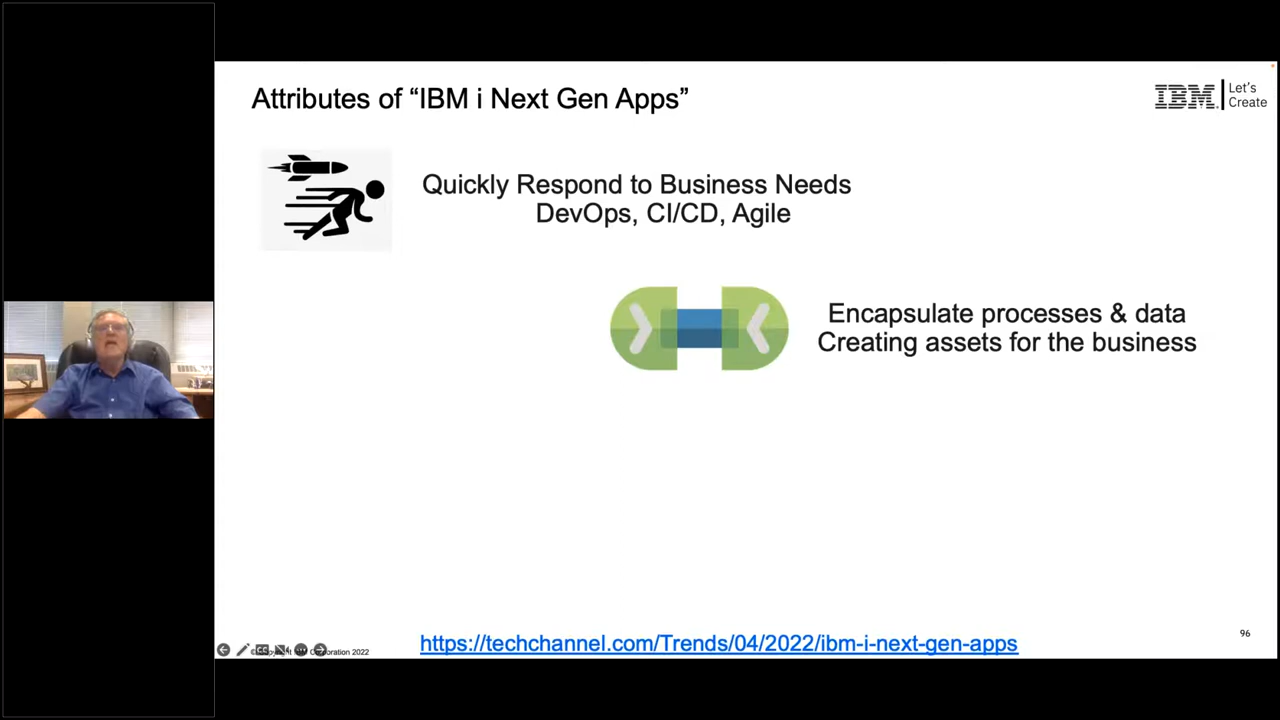 Attributes of “IBM i Next Gen Apps”
IBM
Let's
Create
Quickly Respond to Business Needs
DevOps, CI/CD, Agile
Encapsulate processes & data
Creating assets for the business
96
https://techchannel.com/Trends/04/2022/ibm-i-next-gen-apps
2022